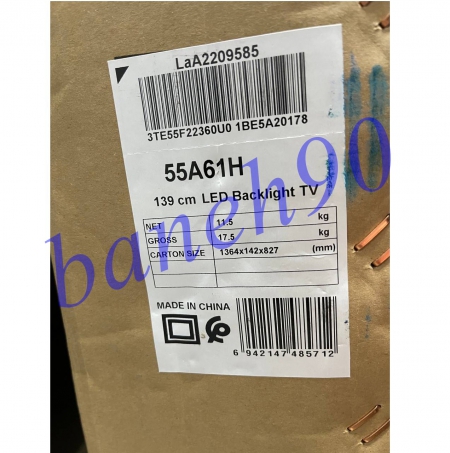 LaA2209585
3TE55F22360U0 1BE5A20178
55A61H
139 cm LED Backlight TV
NET 11.5 kg
GROSS 17.5 kg
CARTON SIZE 1364x142x827 (mm)
MADE IN CHINA
6 942147 485712
baneh90